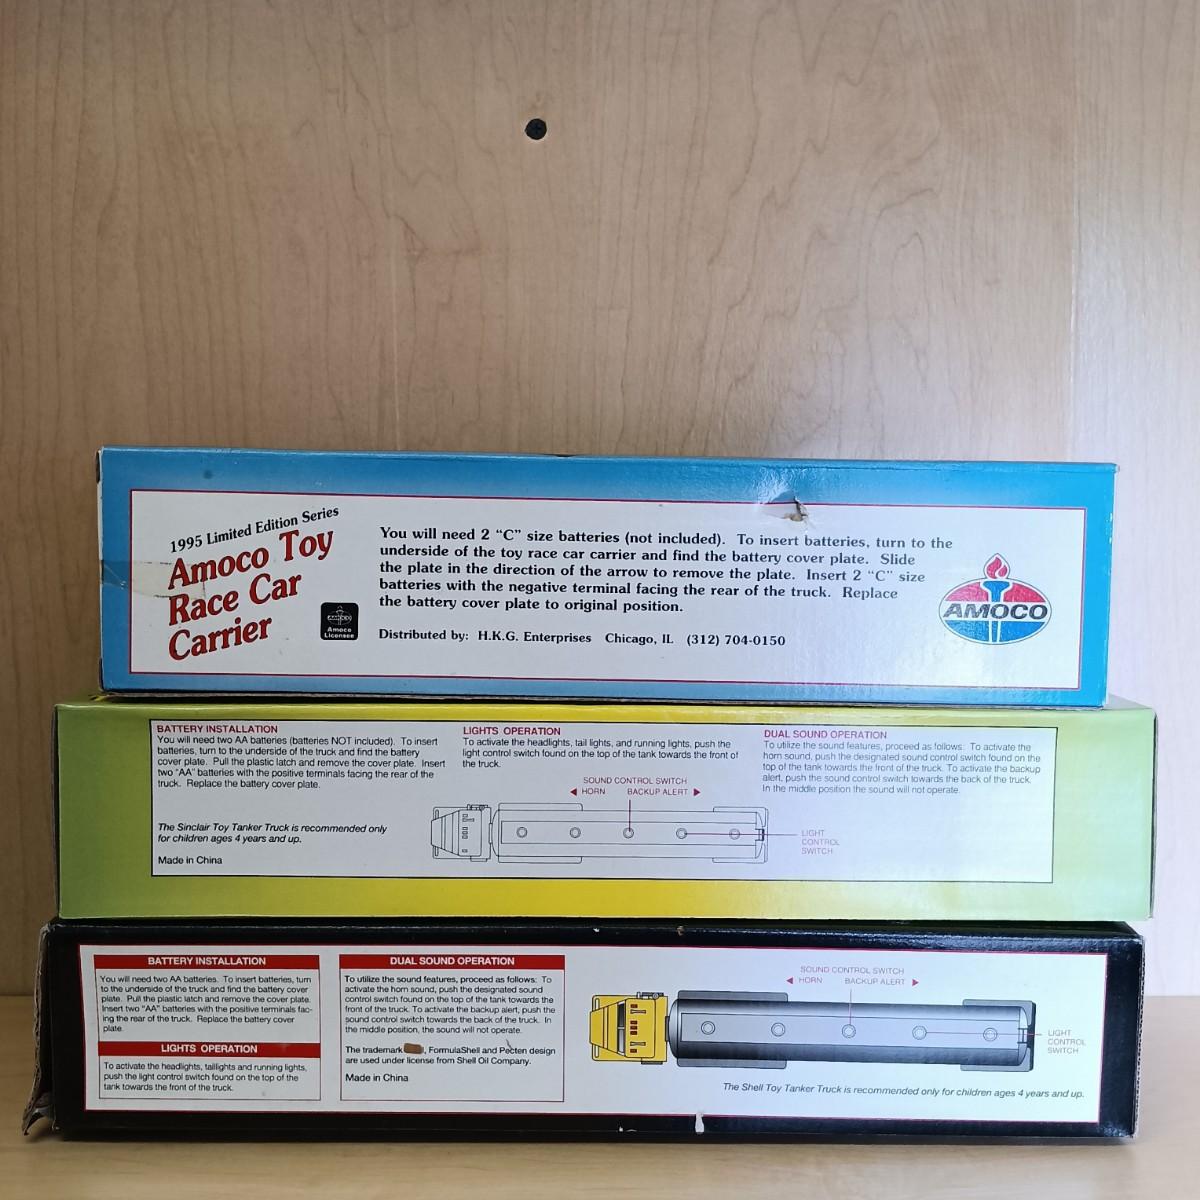 1995 Limited Edition Series
Amoco Toy
Race Car
Carrier
AMOCO
Amoco
Licensee
You will need 2 "C" size batteries (not included). To insert batteries, turn to the
underside of the toy race car carrier and find the battery cover plate. Slide
the plate in the direction of the arrow to remove the plate. Insert 2 "C" size
batteries with the negative terminal facing the rear of the truck. Replace
the battery cover plate to original position.
Distributed by: H.K.G. Enterprises Chicago, IL (312) 704-0150
AMOCO
BATTERY INSTALLATION
You will need two AA batteries (batteries NOT included). To insert
batteries, turn to the underside of the truck and find the battery
cover plate. Pull the plastic latch and remove the cover plate. Insert
two "AA" batteries with the positive terminals facing the rear of the
truck. Replace the battery cover plate.
The Sinclair Toy Tanker Truck is recommended only
for children ages 4 years and up.
Made in China
LIGHTS OPERATION
To activate the headlights, tail lights, and running lights, push the
light control switch found on the top of the tank towards the front of
the truck.
SOUND CONTROL SWITCH
HORN BACKUP ALERT
LIGHT
CONTROL
SWITCH
DUAL SOUND OPERATION
To utilize the sound features, proceed as follows: To activate the
horn sound, push the designated sound control switch found on the
top of the tank towards the front of the truck. To activate the backup
alert, push the sound control switch towards the back of the truck.
In the middle position the sound will not operate.
BATTERY INSTALLATION
You will need two AA batteries. To insert batteries, turn
to the underside of the truck and find the battery cover
plate. Pull the plastic latch and remove the cover plate.
Insert two "AA" batteries with the positive terminals fac-
ing the rear of the truck. Replace the battery cover
plate.
LIGHTS OPERATION
To activate the headlights, taillights and running lights,
push the light control switch found on the top of the
tank towards the front of the truck.
DUAL SOUND OPERATION
To utilize the sound features, proceed as follows: To
activate the horn sound, push the designated sound
control switch found on the top of the tank towards the
front of the truck. To activate the backup alert, push the
sound control switch towards the back of the truck. In
the middle position, the sound will not operate.
The trademark , FormulaShell and Pecten design
are used under license from Shell Oil Company.
Made in China
SOUND CONTROL SWITCH
HORN BACKUP ALERT
LIGHT
CONTROL
SWITCH
The Shell Toy Tanker Truck is recommended only for children ages 4 years and up.